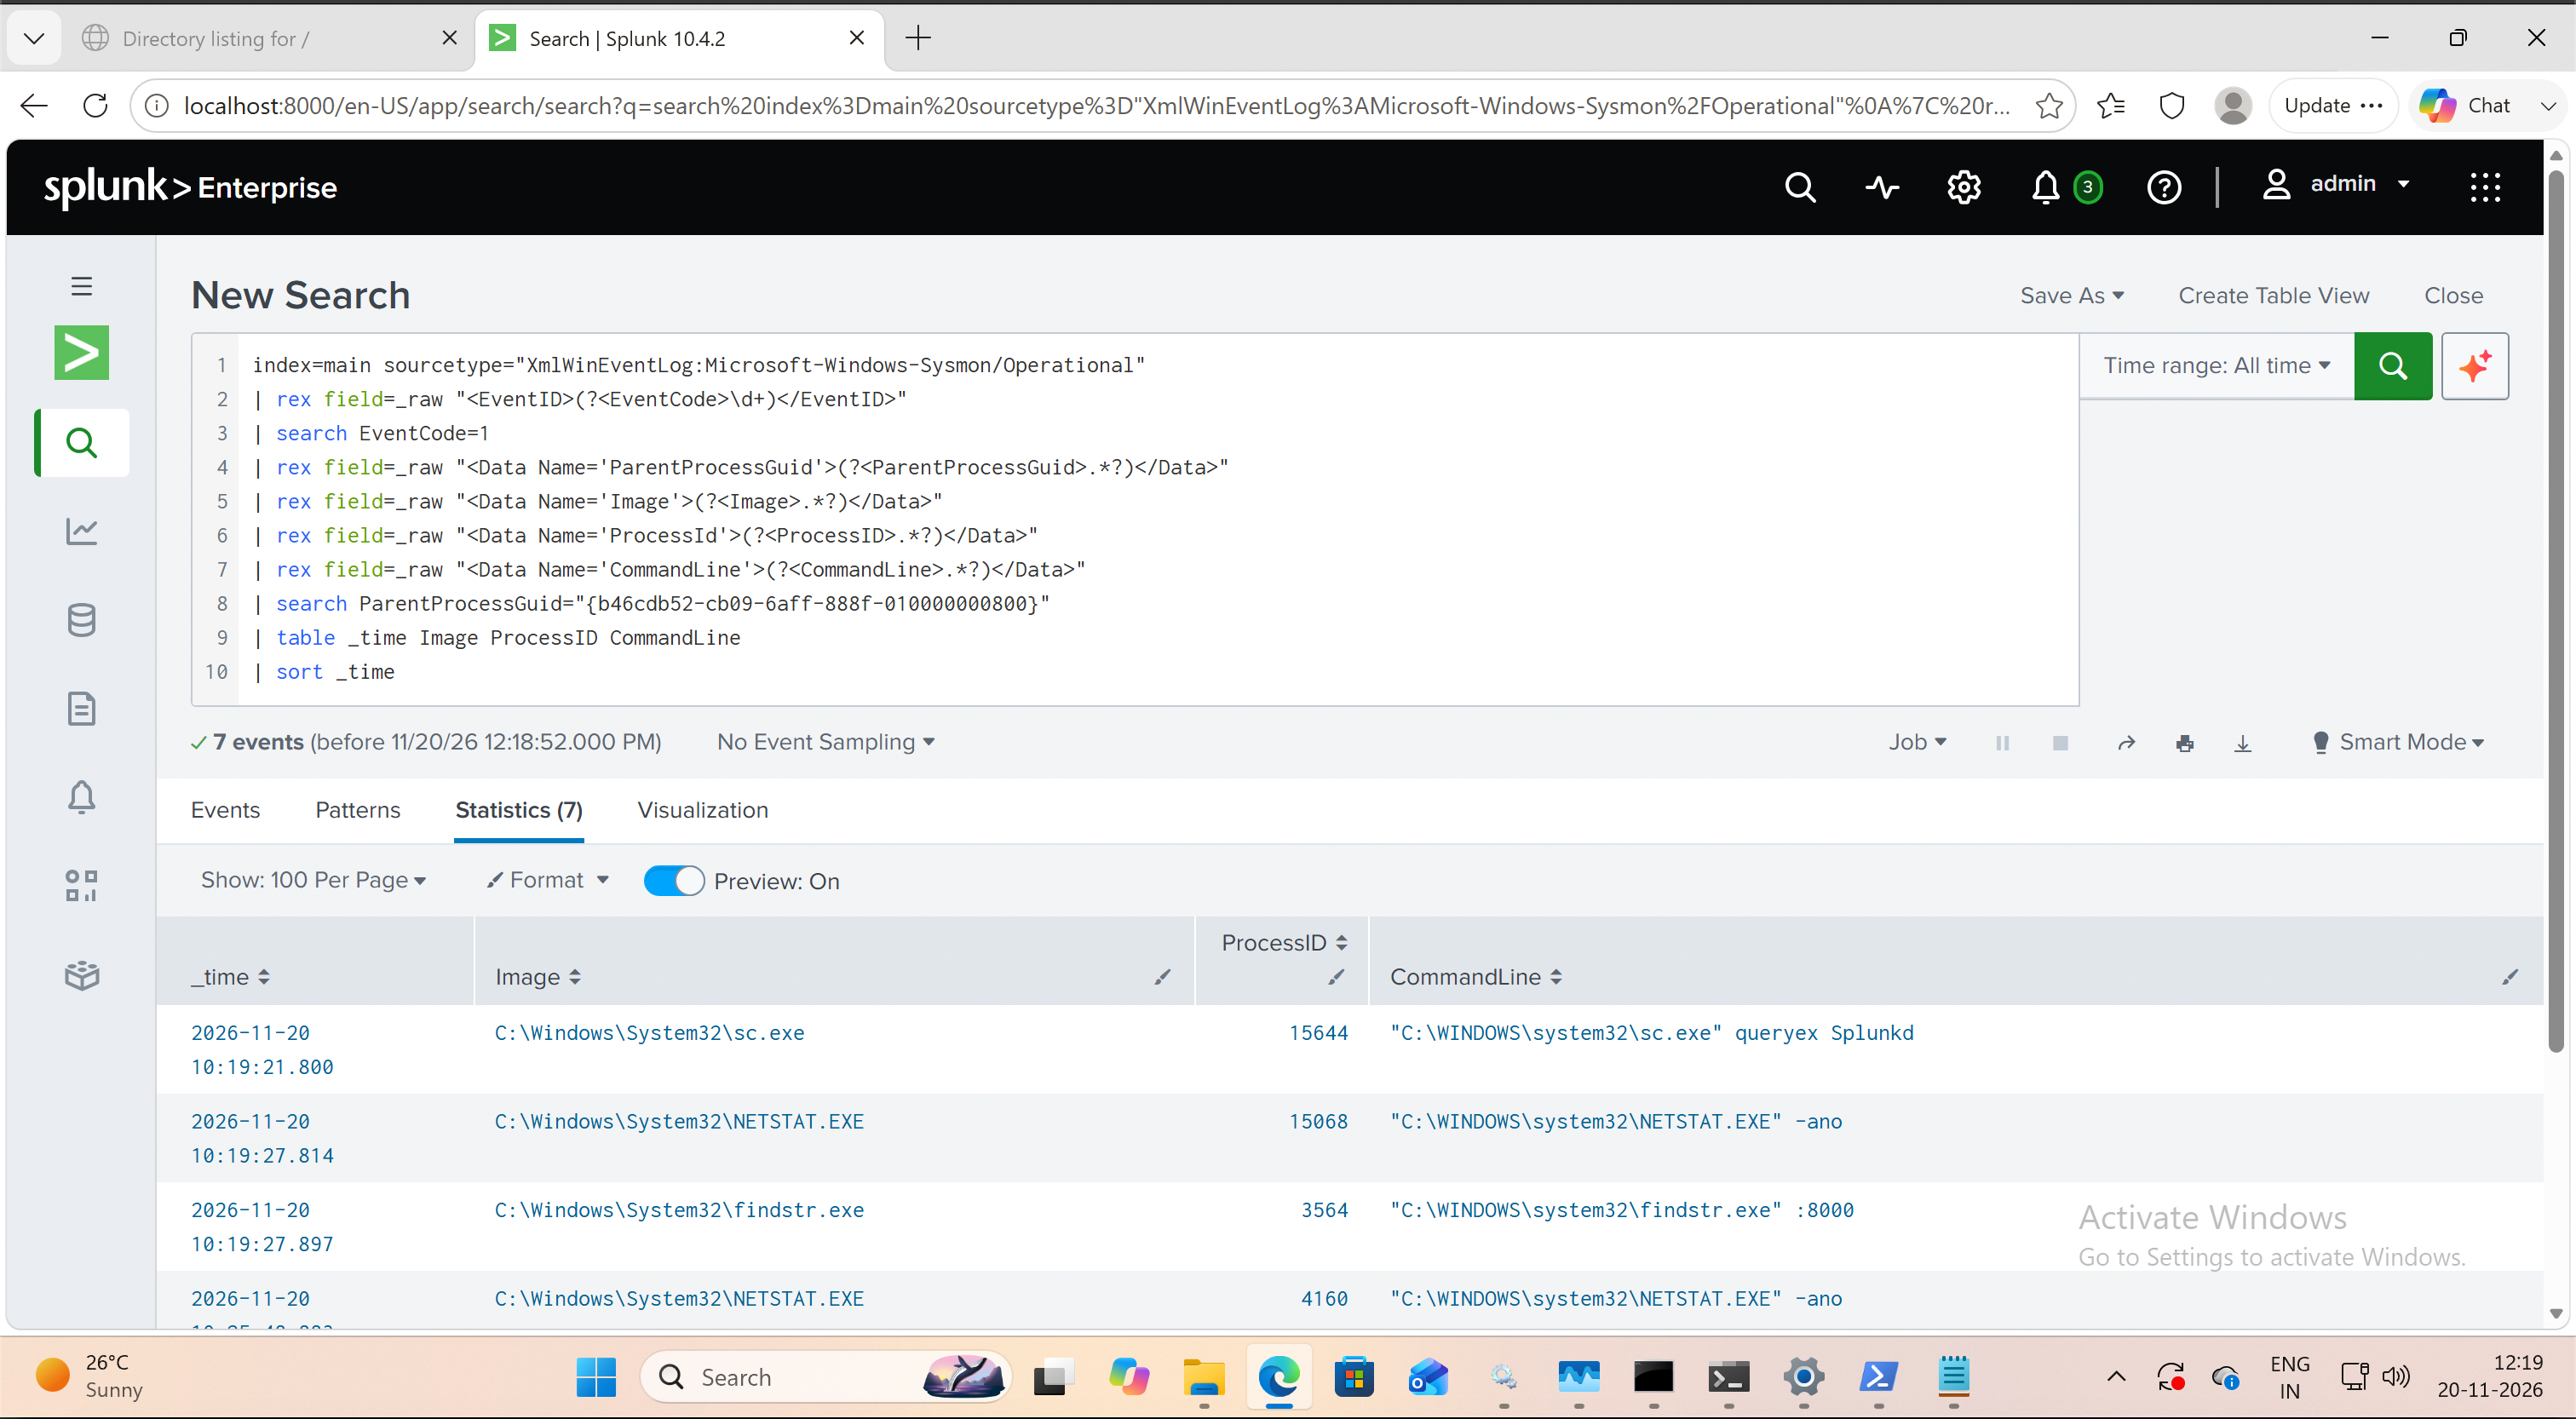 Directory listing for /
Search | Splunk 10.4.2
localhost:8000/en-US/app/search/search?q=search%20index%3Dmain%20sourcetype%3D"XmlWinEventLog%3AMicrosoft-Windows-Sysmon%2FOperational"%0A%7C%20r...
Update
Chat
splunk>Enterprise
3
admin
New Search
Save As
Create Table View
Close
1 index=main sourcetype="XmlWinEventLog:Microsoft-Windows-Sysmon/Operational"
Time range: All time
2 | rex field=_raw "<EventID>(?<EventCode>\d+)</EventID>"
3 | search EventCode=1
4 | rex field=_raw "<Data Name='ParentProcessGuid'>(?<ParentProcessGuid>.*?)</Data>"
5 | rex field=_raw "<Data Name='Image'>(?<Image>.*?)</Data>"
6 | rex field=_raw "<Data Name='ProcessId'>(?<ProcessID>.*?)</Data>"
7 | rex field=_raw "<Data Name='CommandLine'>(?<CommandLine>.*?)</Data>"
8 | search ParentProcessGuid="{b46cdb52-cb09-6aff-888f-010000000800}"
9 | table _time Image ProcessID CommandLine
10 | sort _time
7 events (before 11/20/26 12:18:52.000 PM)
No Event Sampling
Job
Smart Mode
Events
Patterns
Statistics (7)
Visualization
Show: 100 Per Page
Format
Preview: On
_time
Image
ProcessID
CommandLine
2026-11-20
10:19:21.800
C:\Windows\System32\sc.exe
15644
"C:\WINDOWS\system32\sc.exe" queryex Splunkd
2026-11-20
10:19:27.814
C:\Windows\System32\NETSTAT.EXE
15068
"C:\WINDOWS\system32\NETSTAT.EXE" -ano
2026-11-20
10:19:27.897
C:\Windows\System32\findstr.exe
3564
"C:\WINDOWS\system32\findstr.exe" :8000
2026-11-20
C:\Windows\System32\NETSTAT.EXE
4160
"C:\WINDOWS\system32\NETSTAT.EXE" -ano
Activate Windows
Go to Settings to activate Windows.
26°C
Sunny
Search
ENG
IN
12:19
20-11-2026